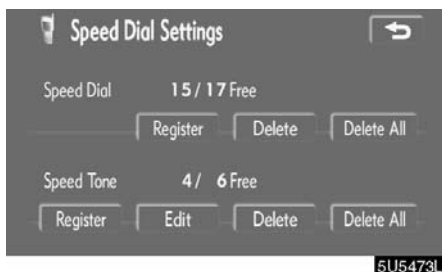 Speed Dial Settings
Speed Dial 15/17 Free
Register Delete Delete All
Speed Tone 4/ 6 Free
Register Edit Delete Delete All
5U5473L